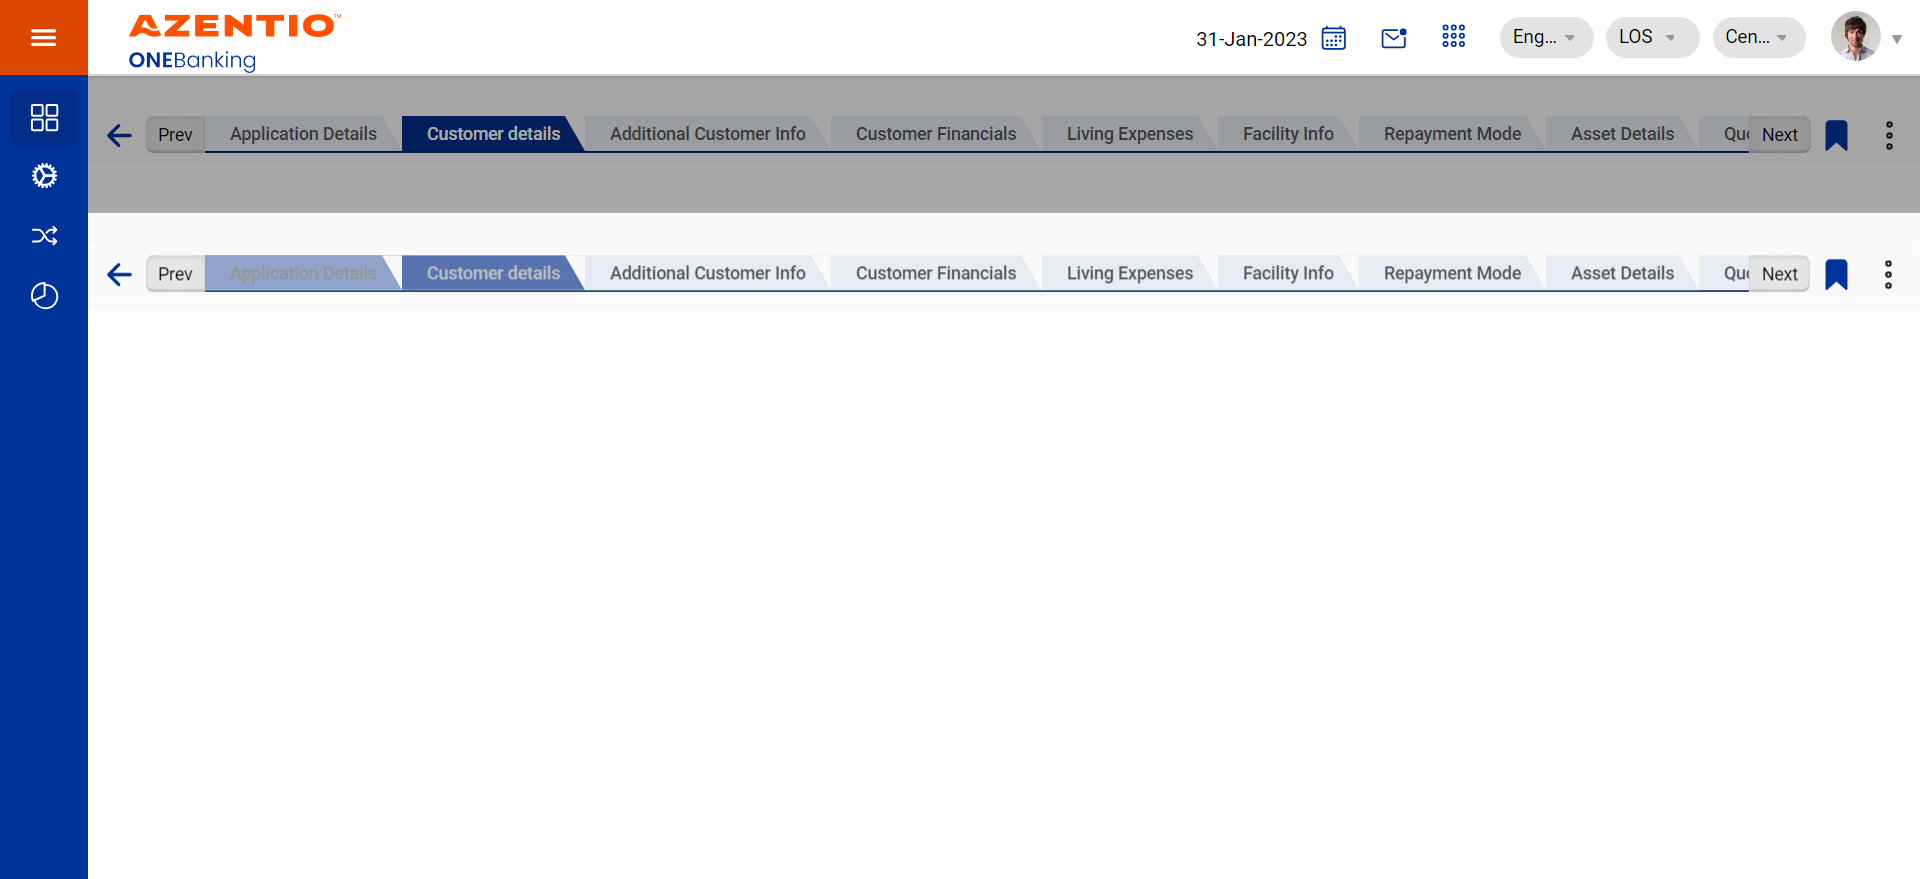 AZENTIO™
ONEBanking
31-Jan-2023
Eng...
LOS
Cen...
Prev
Application Details
Customer details
Additional Customer Info
Customer Financials
Living Expenses
Facility Info
Repayment Mode
Asset Details
Next
Prev
Application Details
Customer details
Additional Customer Info
Customer Financials
Living Expenses
Facility Info
Repayment Mode
Asset Details
Next